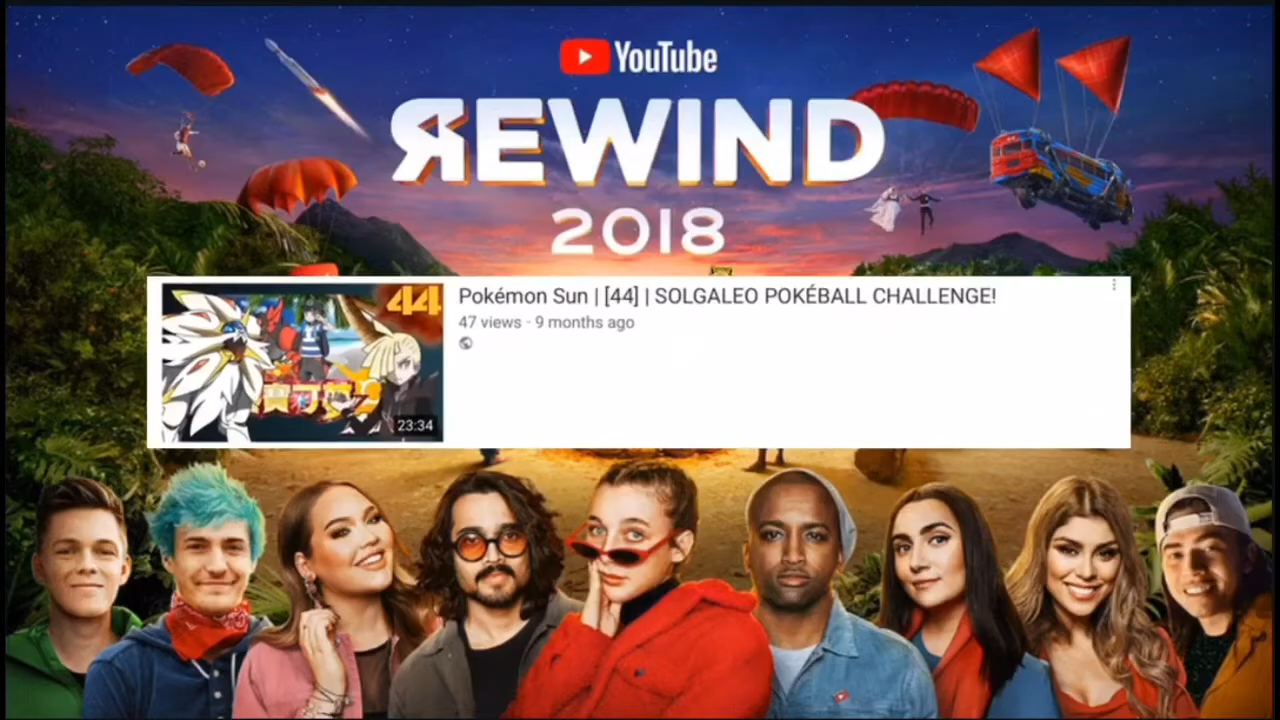 YouTube
REWIND
2018
Pokémon Sun | [44] | SOLGALEO POKÉBALL CHALLENGE!
47 views · 9 months ago
44
23:34